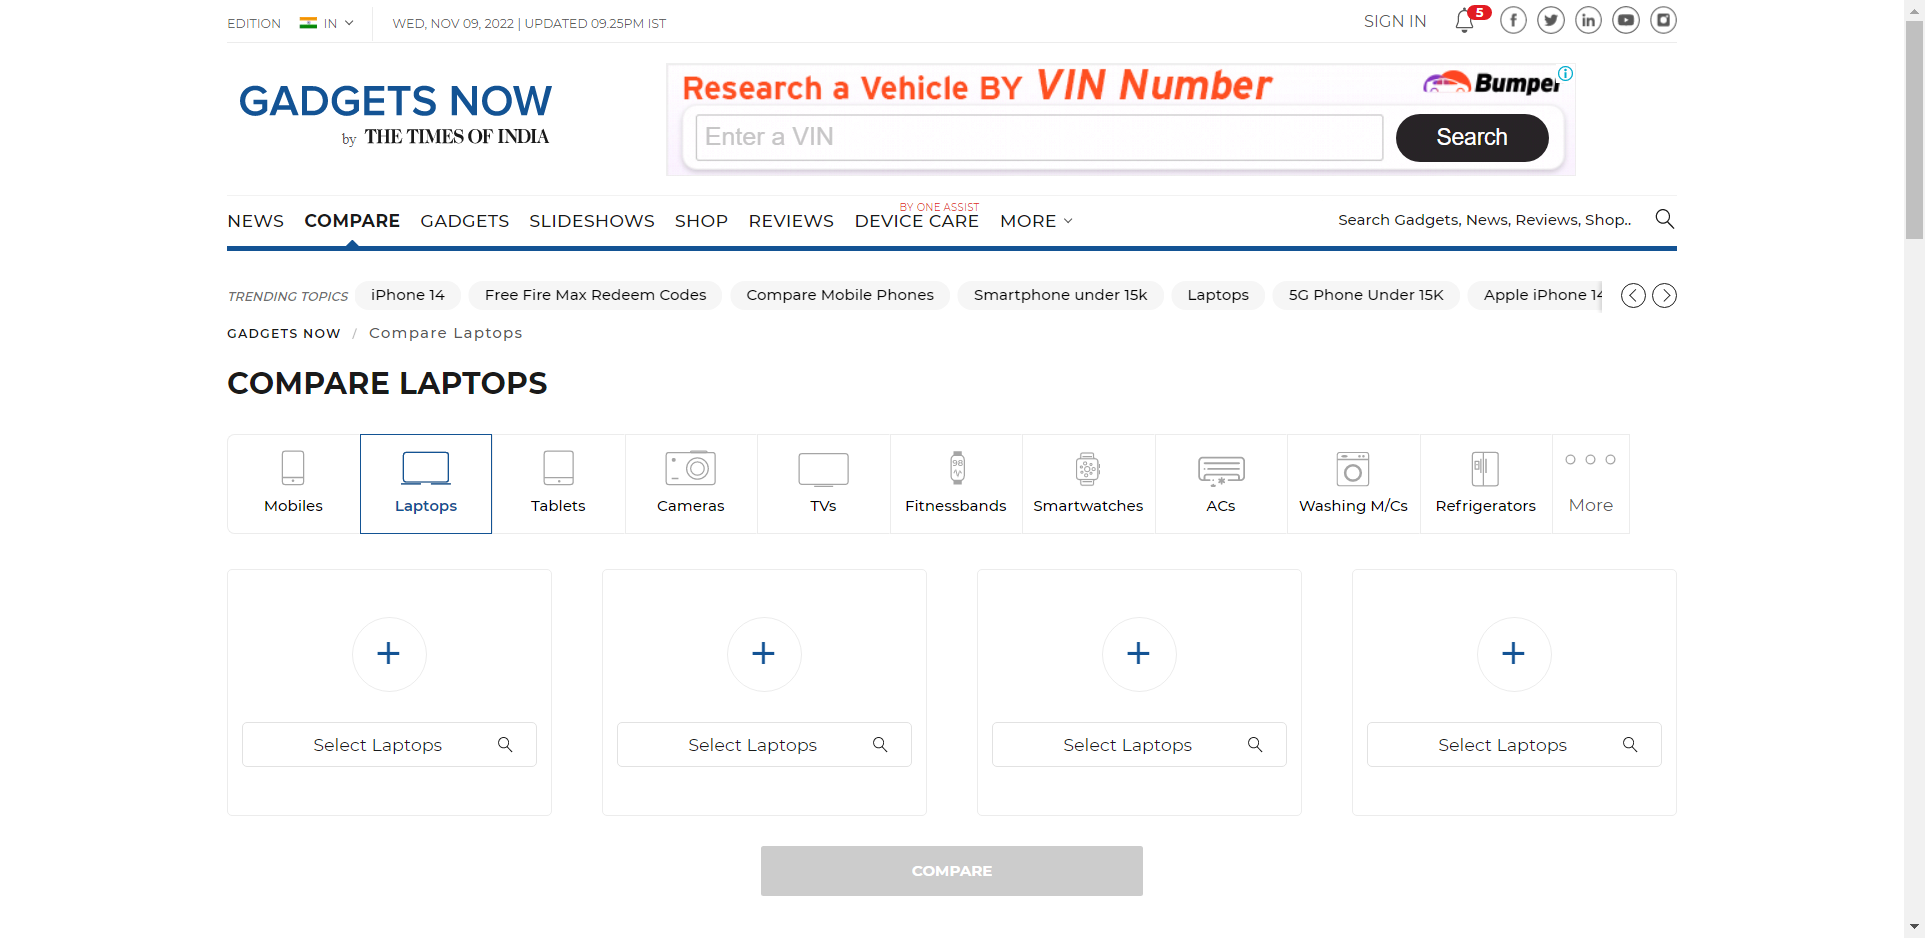 EDITION IN WED, NOV 09, 2022 | UPDATED 09.25PM IST SIGN IN 5
GADGETS NOW
by THE TIMES OF INDIA
Research a Vehicle BY VIN Number Bumper
Enter a VIN Search
BY ONE ASSIST
NEWS COMPARE GADGETS SLIDESHOWS SHOP REVIEWS DEVICE CARE MORE Search Gadgets, News, Reviews, Shop..
TRENDING TOPICS iPhone 14 Free Fire Max Redeem Codes Compare Mobile Phones Smartphone under 15k Laptops 5G Phone Under 15K Apple iPhone 14
GADGETS NOW / Compare Laptops
COMPARE LAPTOPS
98
Mobiles Laptops Tablets Cameras TVs Fitnessbands Smartwatches ACs Washing M/Cs Refrigerators More
Select Laptops Select Laptops Select Laptops Select Laptops
COMPARE